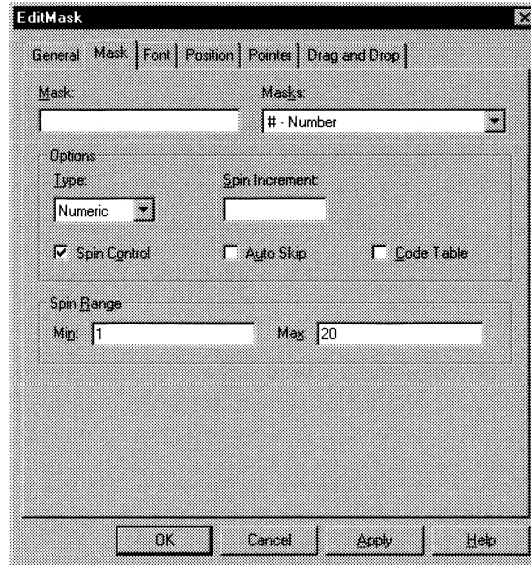 EditMask
General Mask Font Position Pointer Drag and Drop
Mask: Masks:
# - Number
Options
Type: Spin Increment:
Numeric
Spin Control Auto Skip Code Table
Spin Range
Min: 1 Max 20
OK Cancel Apply Help